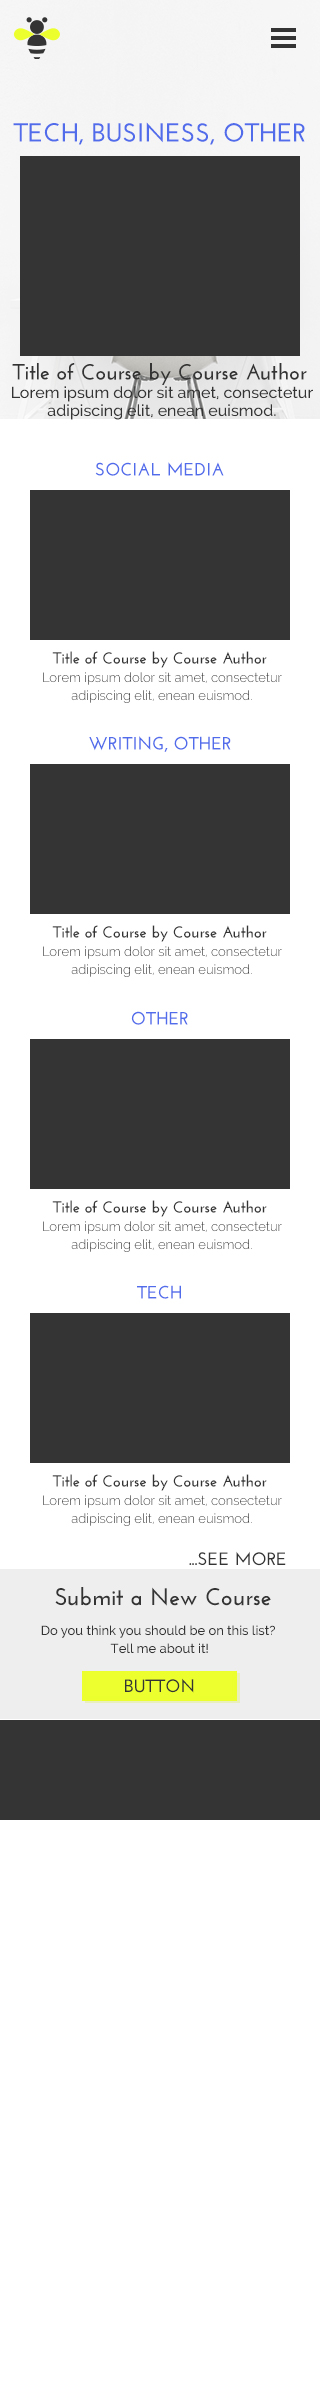 TECH, BUSINESS, OTHER
Title of Course by Course Author
Lorem ipsum dolor sit amet, consectetur
adipiscing elit, enean euismod.
SOCIAL MEDIA
Title of Course by Course Author
Lorem ipsum dolor sit amet, consectetur
adipiscing elit, enean euismod.
WRITING, OTHER
Title of Course by Course Author
Lorem ipsum dolor sit amet, consectetur
adipiscing elit, enean euismod.
OTHER
Title of Course by Course Author
Lorem ipsum dolor sit amet, consectetur
adipiscing elit, enean euismod.
TECH
Title of Course by Course Author
Lorem ipsum dolor sit amet, consectetur
adipiscing elit, enean euismod.
...SEE MORE
Submit a New Course
Do you think you should be on this list?
Tell me about it!
BUTTON